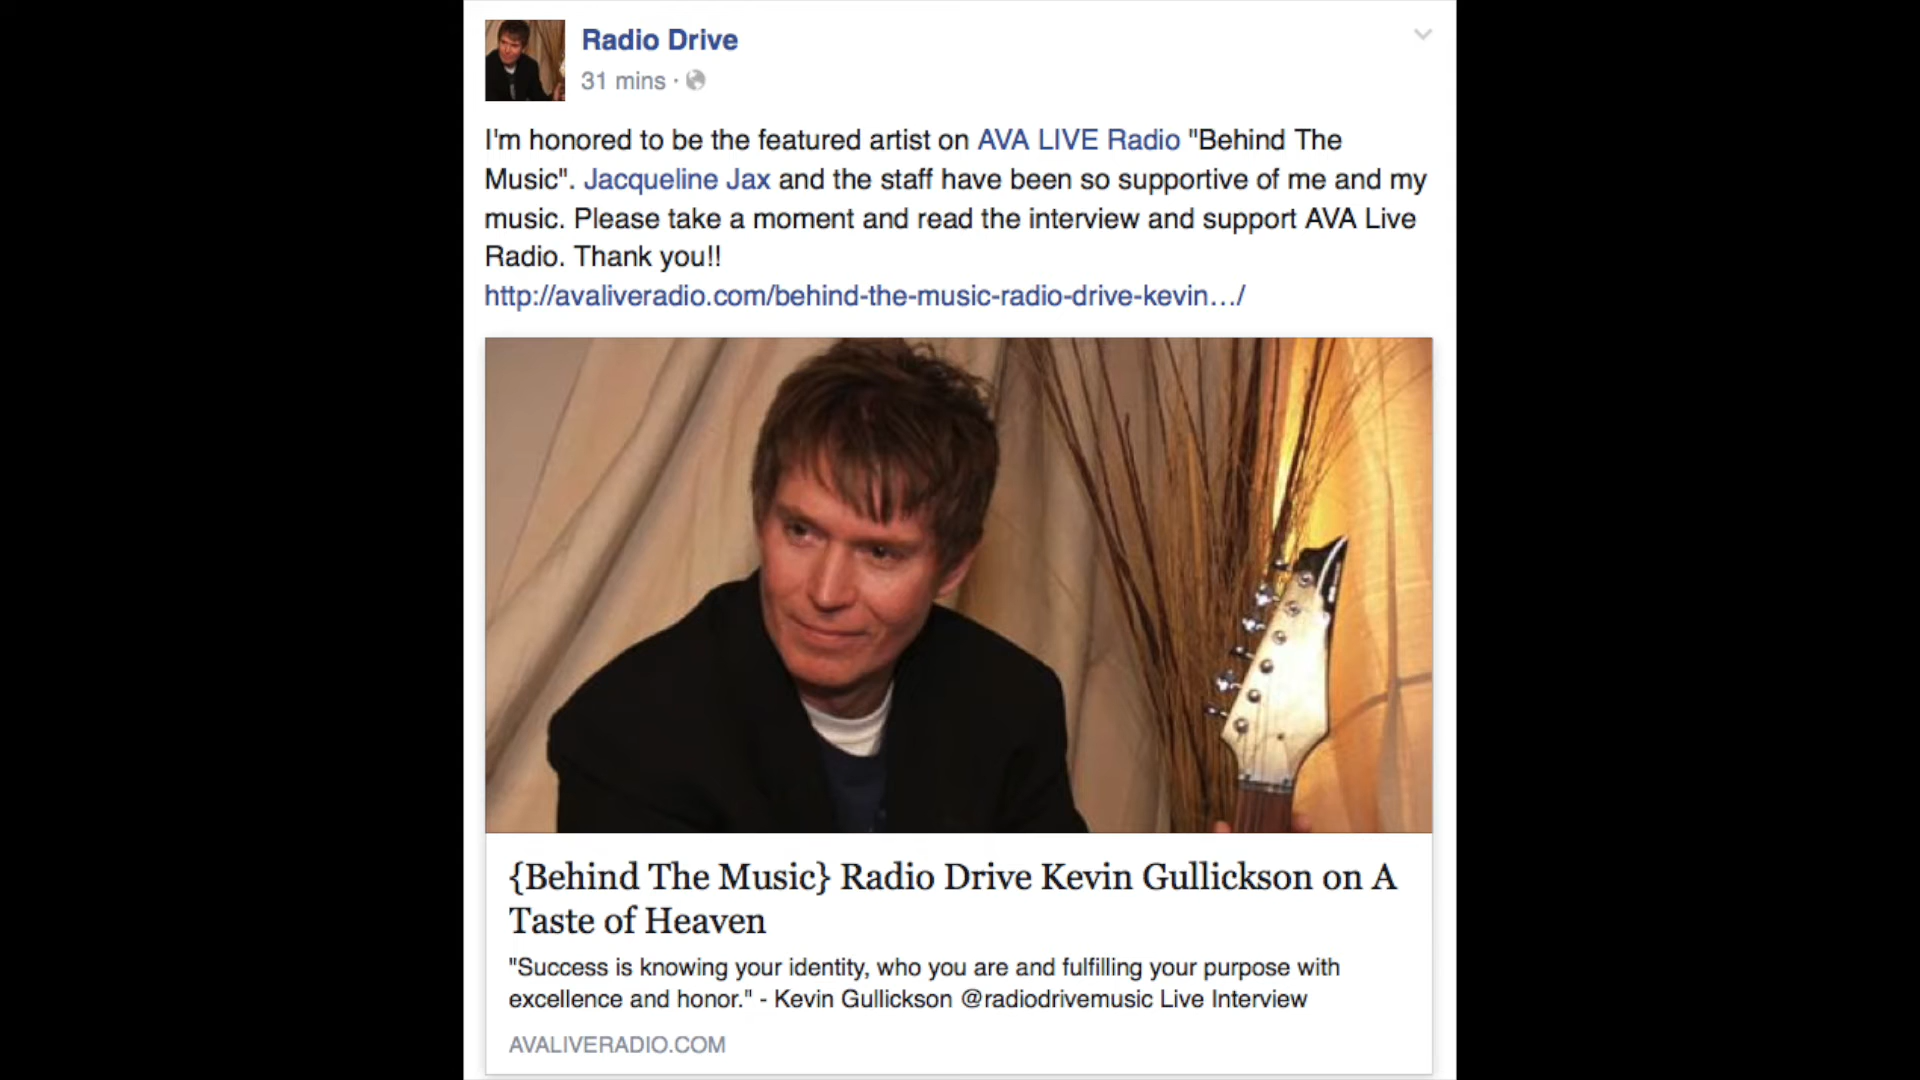 Radio Drive
31 mins ·
I'm honored to be the featured artist on AVA LIVE Radio "Behind The
Music". Jacqueline Jax and the staff have been so supportive of me and my
music. Please take a moment and read the interview and support AVA Live
Radio. Thank you!!
http://avaliveradio.com/behind-the-music-radio-drive-kevin…/
{Behind The Music} Radio Drive Kevin Gullickson on A
Taste of Heaven
"Success is knowing your identity, who you are and fulfilling your purpose with
excellence and honor." - Kevin Gullickson @radiodrivemusic Live Interview
AVALIVERADIO.COM